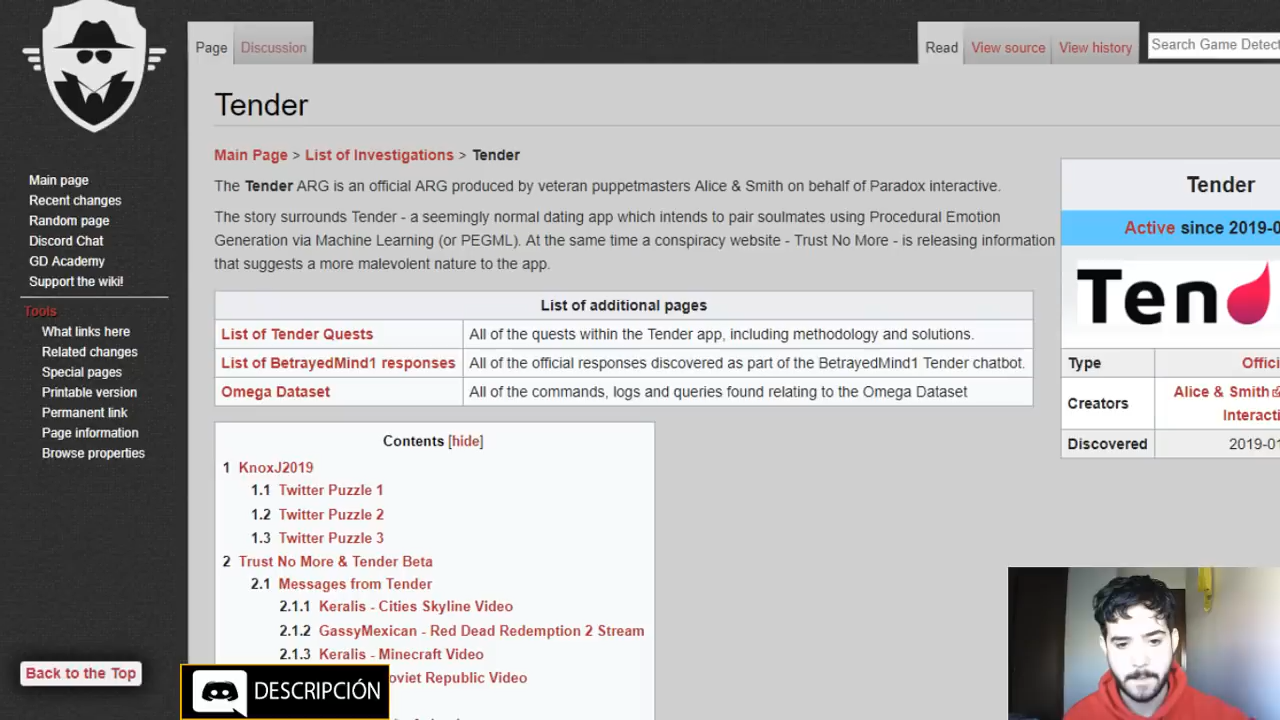 Page
Discussion
Read
View source
View history
Search Game Detect
Tender
Main Page > List of Investigations > Tender
The Tender ARG is an official ARG produced by veteran puppetmasters Alice & Smith on behalf of Paradox interactive.
The story surrounds Tender - a seemingly normal dating app which intends to pair soulmates using Procedural Emotion
Generation via Machine Learning (or PEGML). At the same time a conspiracy website - Trust No More - is releasing information
that suggests a more malevolent nature to the app.
List of additional pages
List of Tender Quests All of the quests within the Tender app, including methodology and solutions.
List of BetrayedMind1 responses All of the official responses discovered as part of the BetrayedMind1 Tender chatbot.
Omega Dataset All of the commands, logs and queries found relating to the Omega Dataset
Contents [hide]
1 KnoxJ2019
1.1 Twitter Puzzle 1
1.2 Twitter Puzzle 2
1.3 Twitter Puzzle 3
2 Trust No More & Tender Beta
2.1 Messages from Tender
2.1.1 Keralis - Cities Skyline Video
2.1.2 GassyMexican - Red Dead Redemption 2 Stream
2.1.3 Keralis - Minecraft Video
oviet Republic Video
Tender
Active since 2019-0
Ten
Type Offici
Creators Alice & Smith
Interacti
Discovered 2019-01
Main page
Recent changes
Random page
Discord Chat
GD Academy
Support the wiki!
Tools
What links here
Related changes
Special pages
Printable version
Permanent link
Page information
Browse properties
Back to the Top
DESCRIPCIÓN